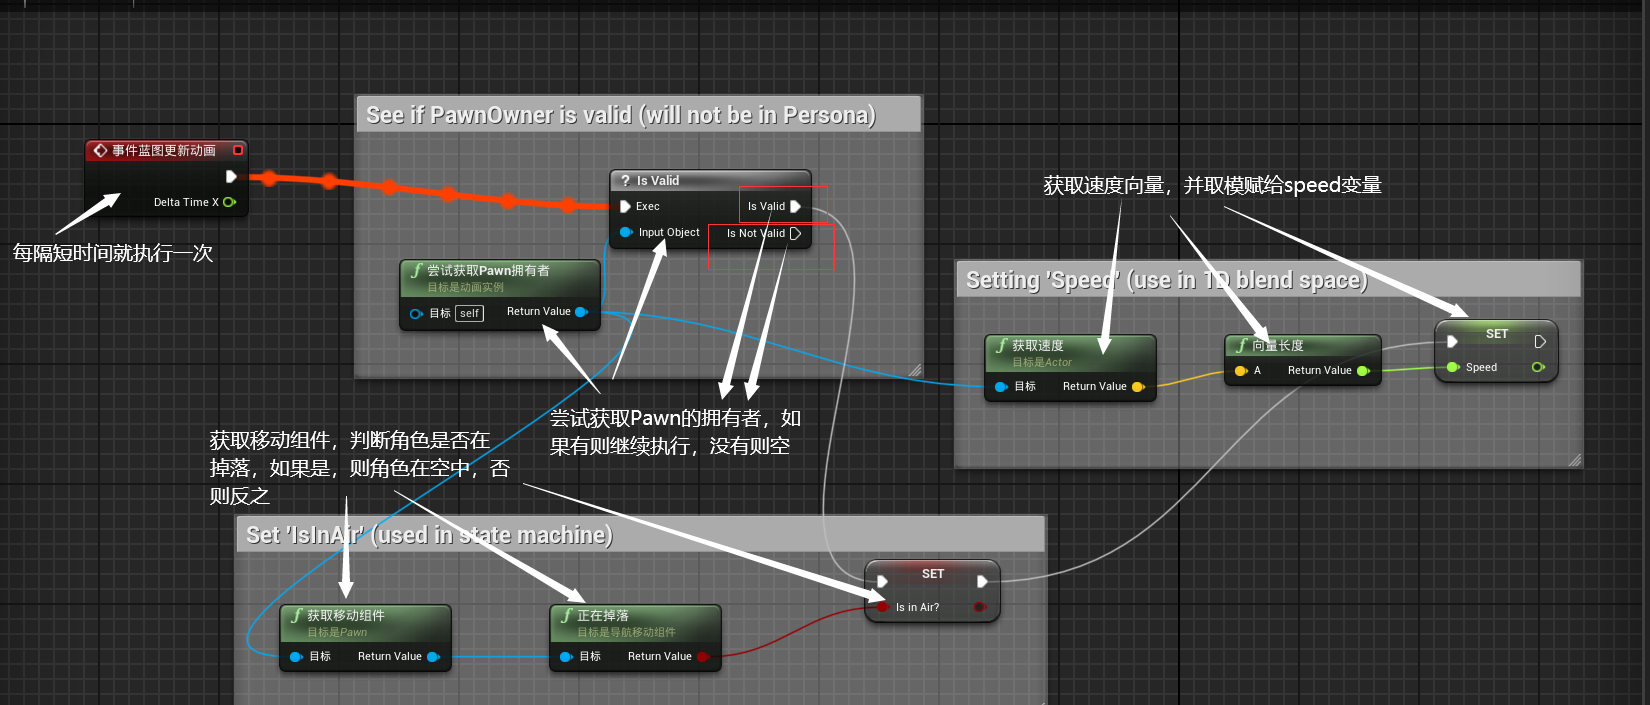 See if PawnOwner is valid (will not be in Persona)
事件蓝图更新动画
Delta Time X
每隔短时间就执行一次
? Is Valid
Exec
Is Valid
Input Object
Is Not Valid
f 尝试获取Pawn拥有者
目标是动画实例
目标 self
Return Value
尝试获取Pawn的拥有者，如
果有则继续执行，没有则空
获取速度向量，并取模赋给speed变量
Setting 'Speed' (use in 1D blend space)
f 获取速度
目标是Actor
目标
Return Value
f 向量长度
A
Return Value
SET
Speed
获取移动组件，判断角色是否在
掉落，如果是，则角色在空中，否
则反之
Set 'IsInAir' (used in state machine)
f 获取移动组件
目标是Pawn
目标
Return Value
f 正在掉落
目标是导航移动组件
目标
Return Value
SET
Is in Air?